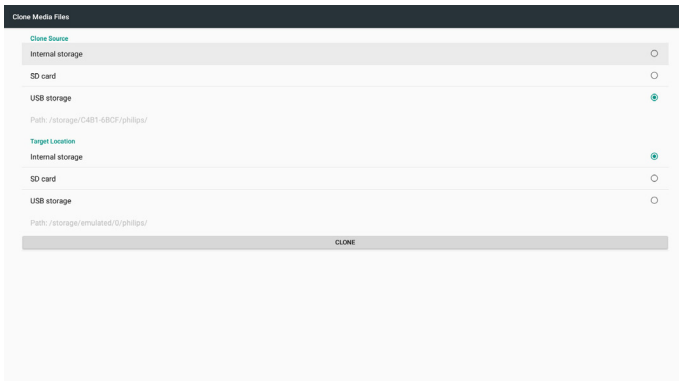 Clone Media Files
Clone Source
Internal storage
SD card
USB storage
Path: /storage/C4B1-6BCF/philips/
Target Location
Internal storage
SD card
USB storage
Path: /storage/emulated/0/philips/
CLONE